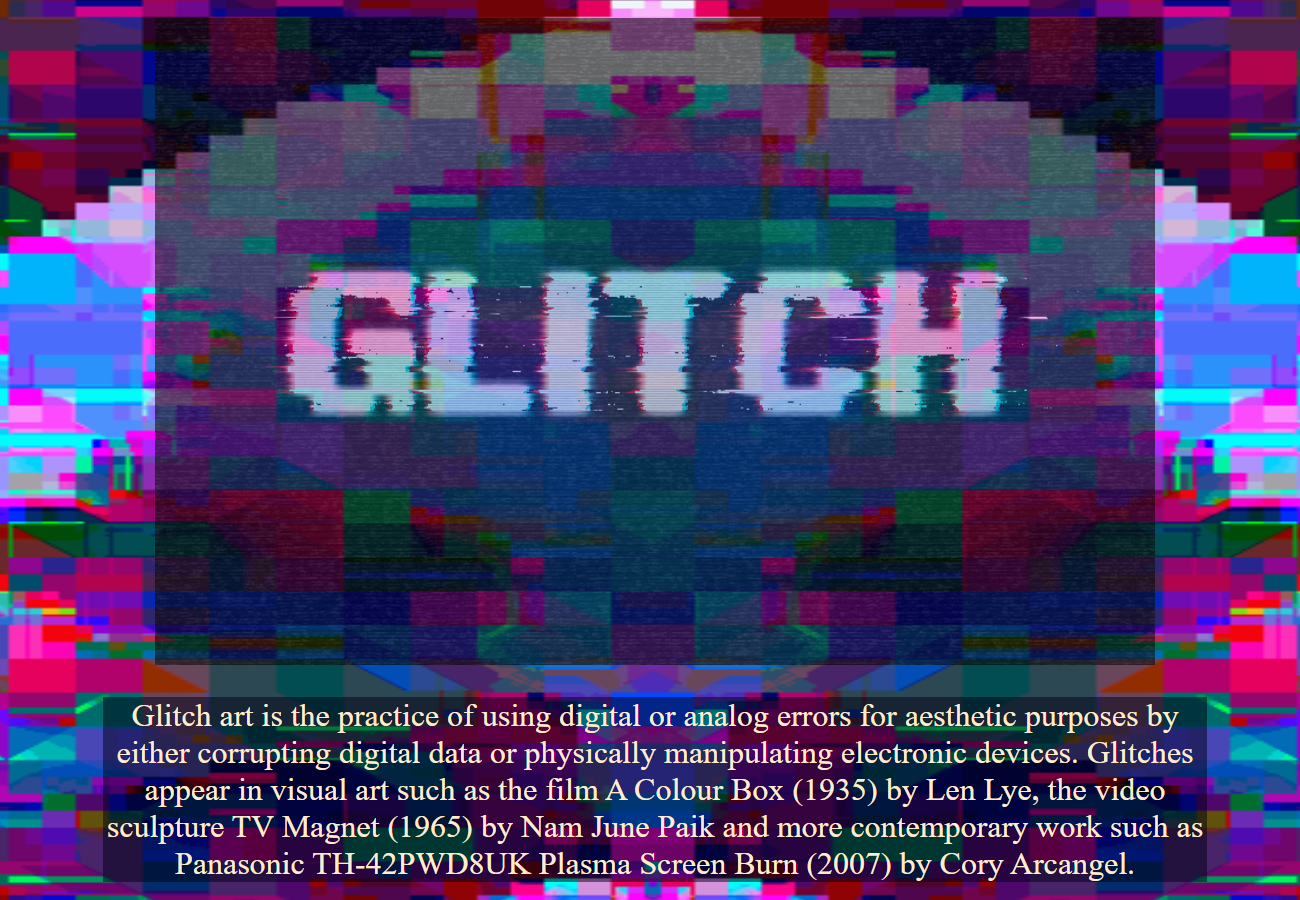 GLITCH
Glitch art is the practice of using digital or analog errors for aesthetic purposes by
either corrupting digital data or physically manipulating electronic devices. Glitches
appear in visual art such as the film A Colour Box (1935) by Len Lye, the video
sculpture TV Magnet (1965) by Nam June Paik and more contemporary work such as
Panasonic TH-42PWD8UK Plasma Screen Burn (2007) by Cory Arcangel.